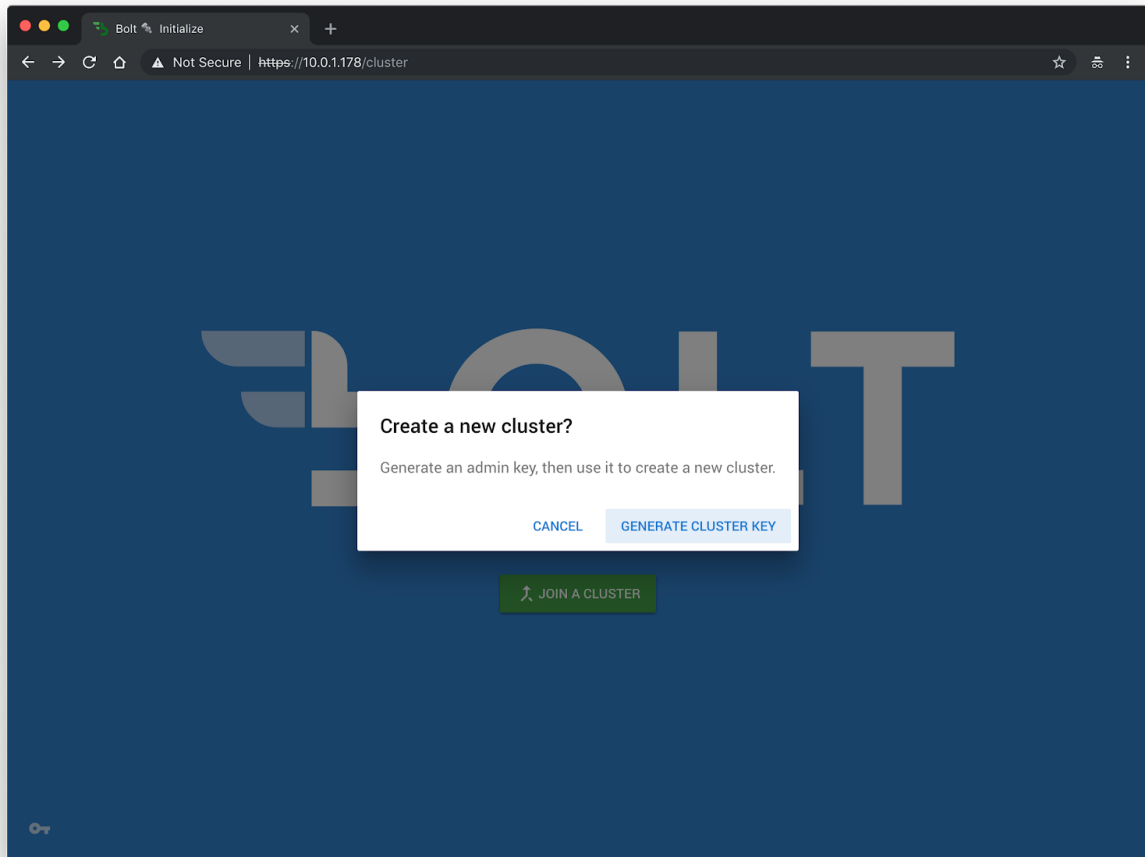 Bolt Initialize
Not Secure https://10.0.1.178/cluster
BOLT
Create a new cluster?
Generate an admin key, then use it to create a new cluster.
CANCEL GENERATE CLUSTER KEY
JOIN A CLUSTER